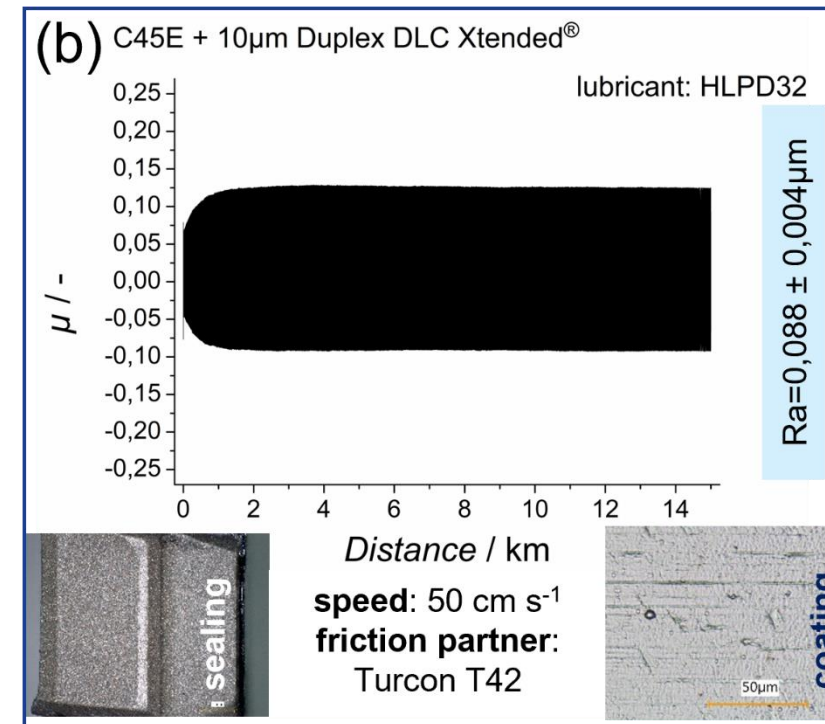 (b) C45E + 10µm Duplex DLC Xtended®
lubricant: HLPD32
0,25
0,20
0,15
0,10
0,05
0,00
-0,05
-0,10
-0,15
-0,20
-0,25
µ / -
0 2 4 6 8 10 12 14
Distance / km
Ra=0,088 ± 0,004µm
speed: 50 cm s⁻¹
friction partner:
Turcon T42
sealing
coating
50µm